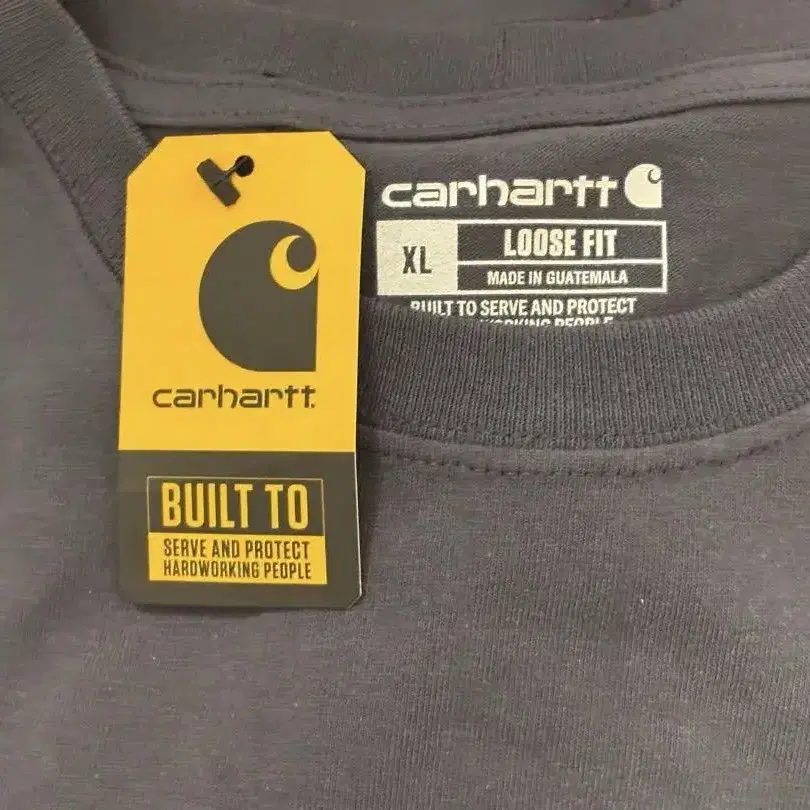 carhartt
BUILT TO
SERVE AND PROTECT
HARDWORKING PEOPLE
carhartt
XL
LOOSE FIT
MADE IN GUATEMALA
BUILT TO SERVE AND PROTECT
PEOPLE